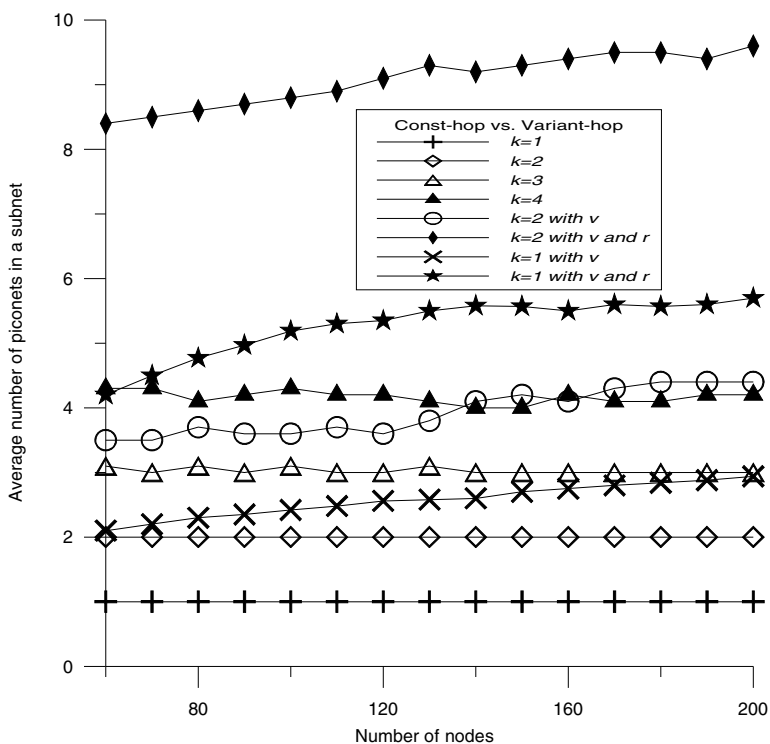 10
8
6
4
2
0
Average number of piconets in a subnet
Const-hop vs. Variant-hop
k=1
k=2
k=3
k=4
k=2 with v
k=2 with v and r
k=1 with v
k=1 with v and r
80
120
160
200
Number of nodes